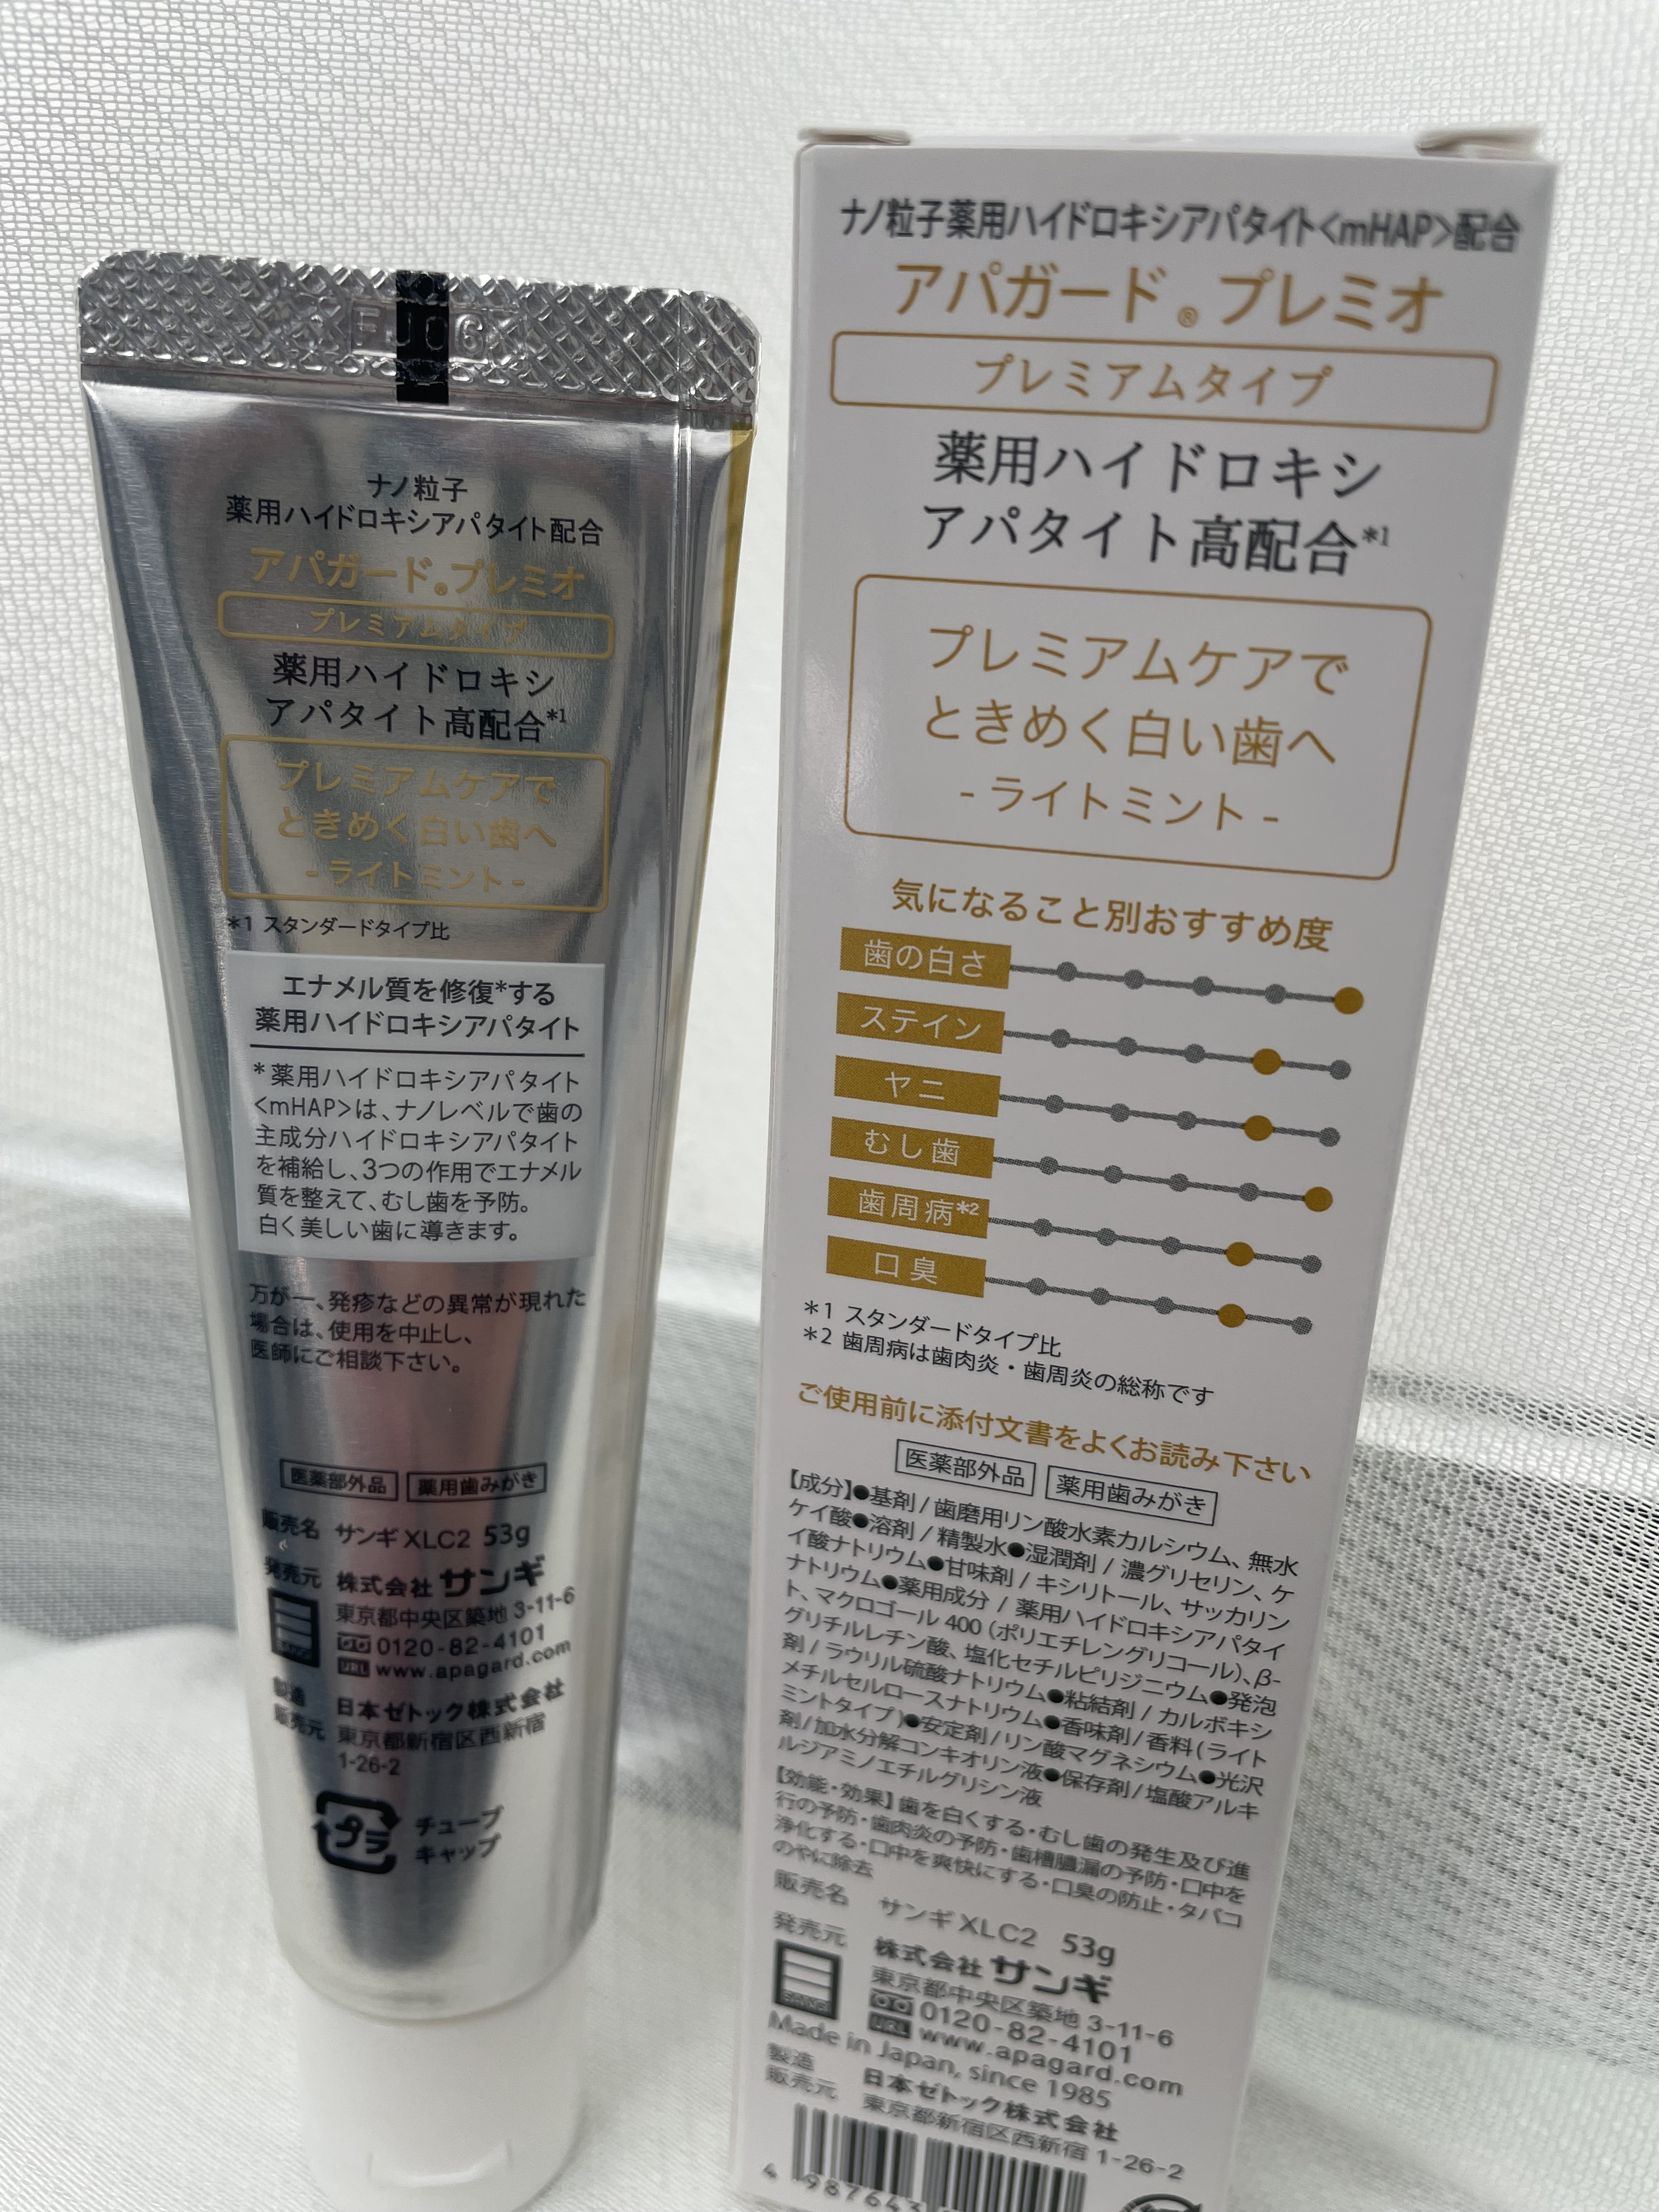 ナノ粒子
薬用ハイドロキシアパタイト配合
アパガード®プレミオ
プレミアムタイプ
薬用ハイドロキシ
アパタイト高配合*1
プレミアムケアで
ときめく白い歯へ
-ライトミント-
*1 スタンダードタイプ比
エナメル質を修復*する
薬用ハイドロキシアパタイト
*薬用ハイドロキシアパタイト
<mHAP>は、ナノレベルで歯の
主成分ハイドロキシアパタイト
を補給し、3つの作用でエナメル
質を整えて、むし歯を予防。
白く美しい歯に導きます。
万が一、発疹などの異常が現れた
場合は、使用を中止し、
医師にご相談下さい。
医薬部外品 薬用歯みがき
販売名 サンギXLC2 53g
発売元 株式会社サンギ
東京都中央区築地3-11-6
0120-82-4101
URL www.apagard.com
製造 日本ゼトック株式会社
販売元 東京都新宿区西新宿
1-26-2
プラ チューブ
キャップ
ナノ粒子薬用ハイドロキシアパタイト<mHAP>配合
アパガード®プレミオ
プレミアムタイプ
薬用ハイドロキシ
アパタイト高配合*1
プレミアムケアで
ときめく白い歯へ
-ライトミント-
気になること別おすすめ度
歯の白さ
ステイン
ヤニ
むし歯
歯周病*2
口臭
*1 スタンダードタイプ比
*2 歯周病は歯肉炎・歯周炎の総称です
ご使用前に添付文書をよくお読み下さい
医薬部外品 薬用歯みがき
【成分】●基剤/歯磨用リン酸水素カルシウム、無水
ケイ酸●溶剤/精製水●湿潤剤/濃グリセリン、ケ
イ酸ナトリウム●甘味剤/キシリトール、サッカリン
ナトリウム●薬用成分/薬用ハイドロキシアパタイ
ト、マクロゴール400(ポリエチレングリコール)、β-
グリチルレチン酸、塩化セチルピリジニウム●発泡
剤/ラウリル硫酸ナトリウム●粘結剤/カルボキシ
メチルセルロースナトリウム●香味剤/香料(ライト
ミントタイプ)●安定剤/リン酸マグネシウム●光沢
剤/加水分解コンキオリン液●保存剤/塩酸アルキ
ルジアミノエチルグリシン液
【効能・効果】歯を白くする・むし歯の発生及び進
行の予防・歯肉炎の予防・歯槽膿漏の予防・口中を
浄化する・口中を爽快にする・口臭の防止・タバコ
のやに除去
販売名 サンギXLC2 53g
発売元 株式会社サンギ
東京都中央区築地3-11-6
0120-82-4101
URL www.apagard.com
Made in Japan, since 1985
製造 日本ゼトック株式会社
販売元 東京都新宿区西新宿1-26-2
4 987643